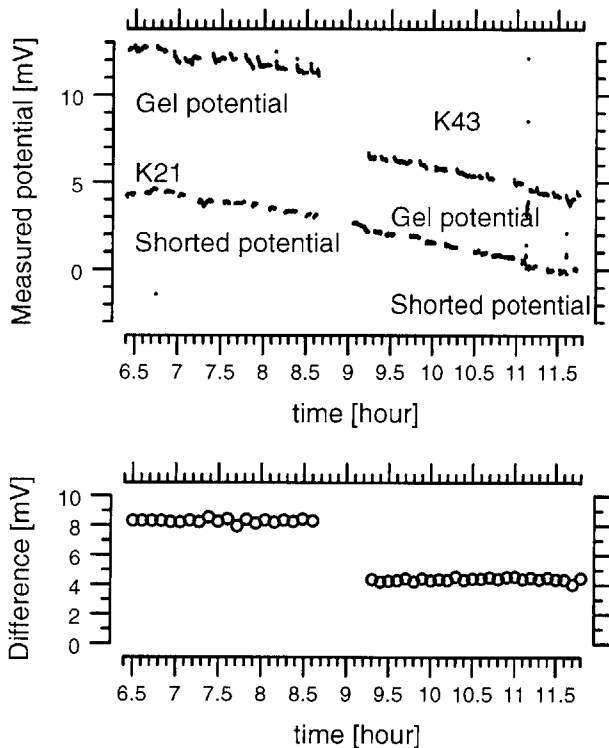 Measured potential [mV]
10
5
0
Gel potential
K43
K21
Gel potential
Shorted potential
Shorted potential
6.5 7 7.5 8 8.5 9 9.5 10 10.5 11 11.5
time [hour]
Difference [mV]
10
8
6
4
2
0
6.5 7 7.5 8 8.5 9 9.5 10 10.5 11 11.5
time [hour]